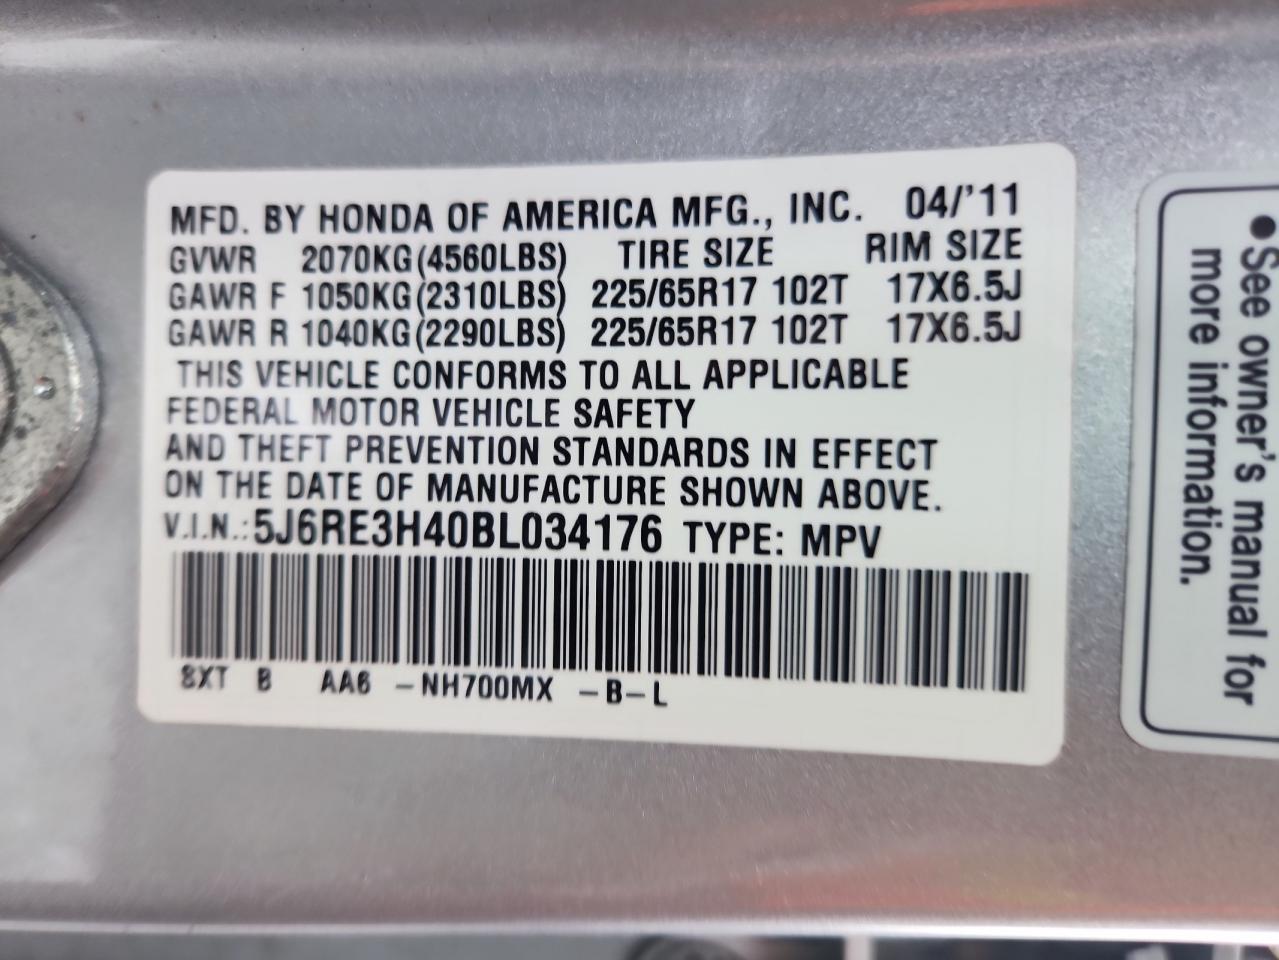 MFD. BY HONDA OF AMERICA MFG., INC. 04/'11
GVWR 2070KG(4560LBS) TIRE SIZE RIM SIZE
GAWR F 1050KG(2310LBS) 225/65R17 102T 17X6.5J
GAWR R 1040KG(2290LBS) 225/65R17 102T 17X6.5J
THIS VEHICLE CONFORMS TO ALL APPLICABLE
FEDERAL MOTOR VEHICLE SAFETY
AND THEFT PREVENTION STANDARDS IN EFFECT
ON THE DATE OF MANUFACTURE SHOWN ABOVE.
V.I.N.: 5J6RE3H40BL034176 TYPE: MPV
SXT B AA6 -NH700MX -B-L
●See owner's manual for
more information.